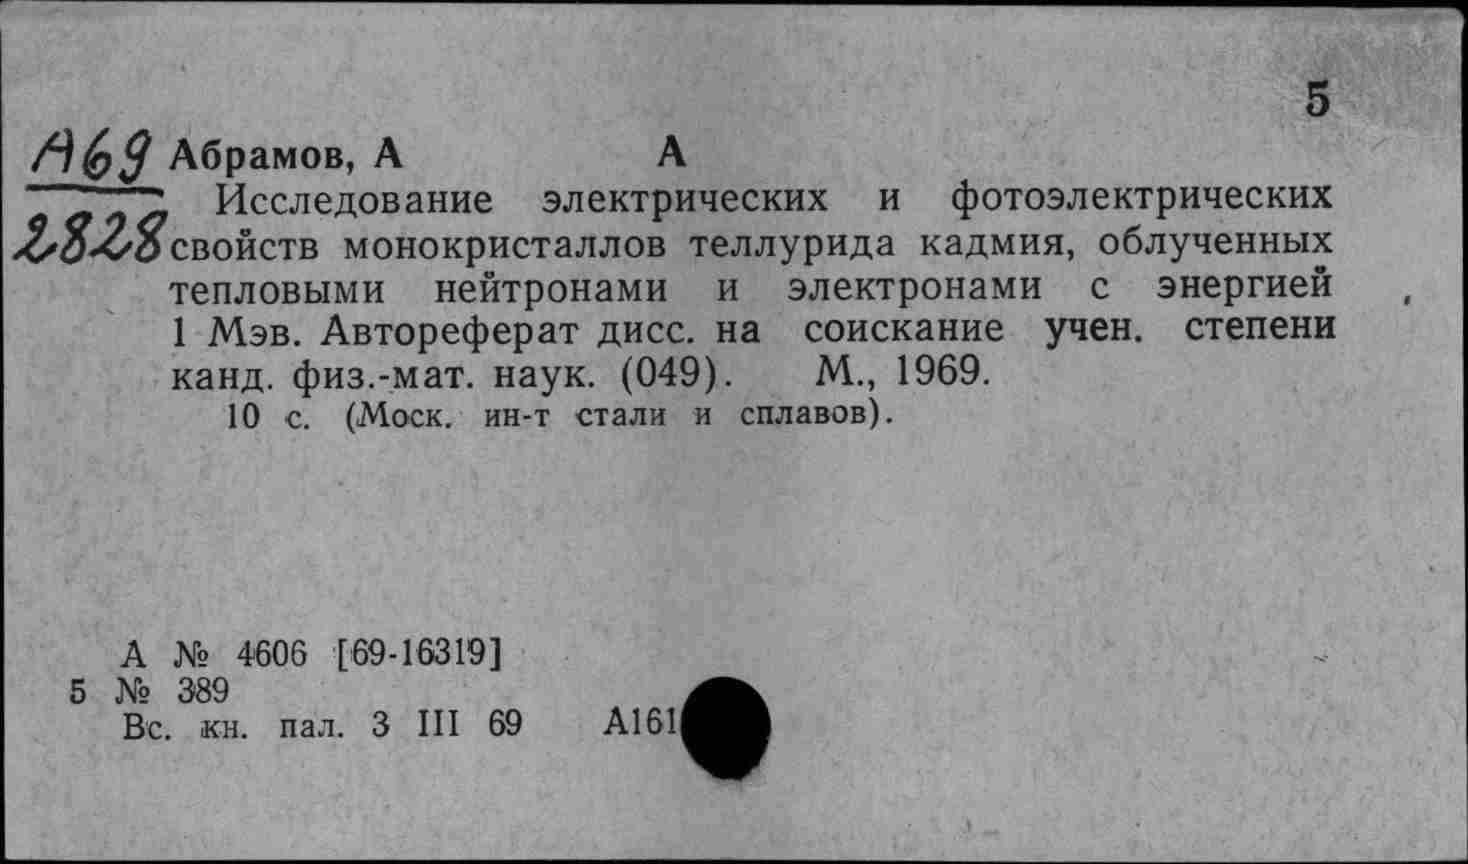 5
А69 Абрамов, А А
2828
Исследование электрических и фотоэлектрических
свойств монокристаллов теллурида кадмия, облученных
тепловыми нейтронами и электронами с энергией
1 Мэв. Автореферат дисс. на соискание учен. степени
канд. физ.-мат. наук. (049). М., 1969.
10 с. (Моск. ин-т стали и сплавов).
А № 4606 [69-16319]
5 № 389
Вс. кн. пал. 3 III 69 А161